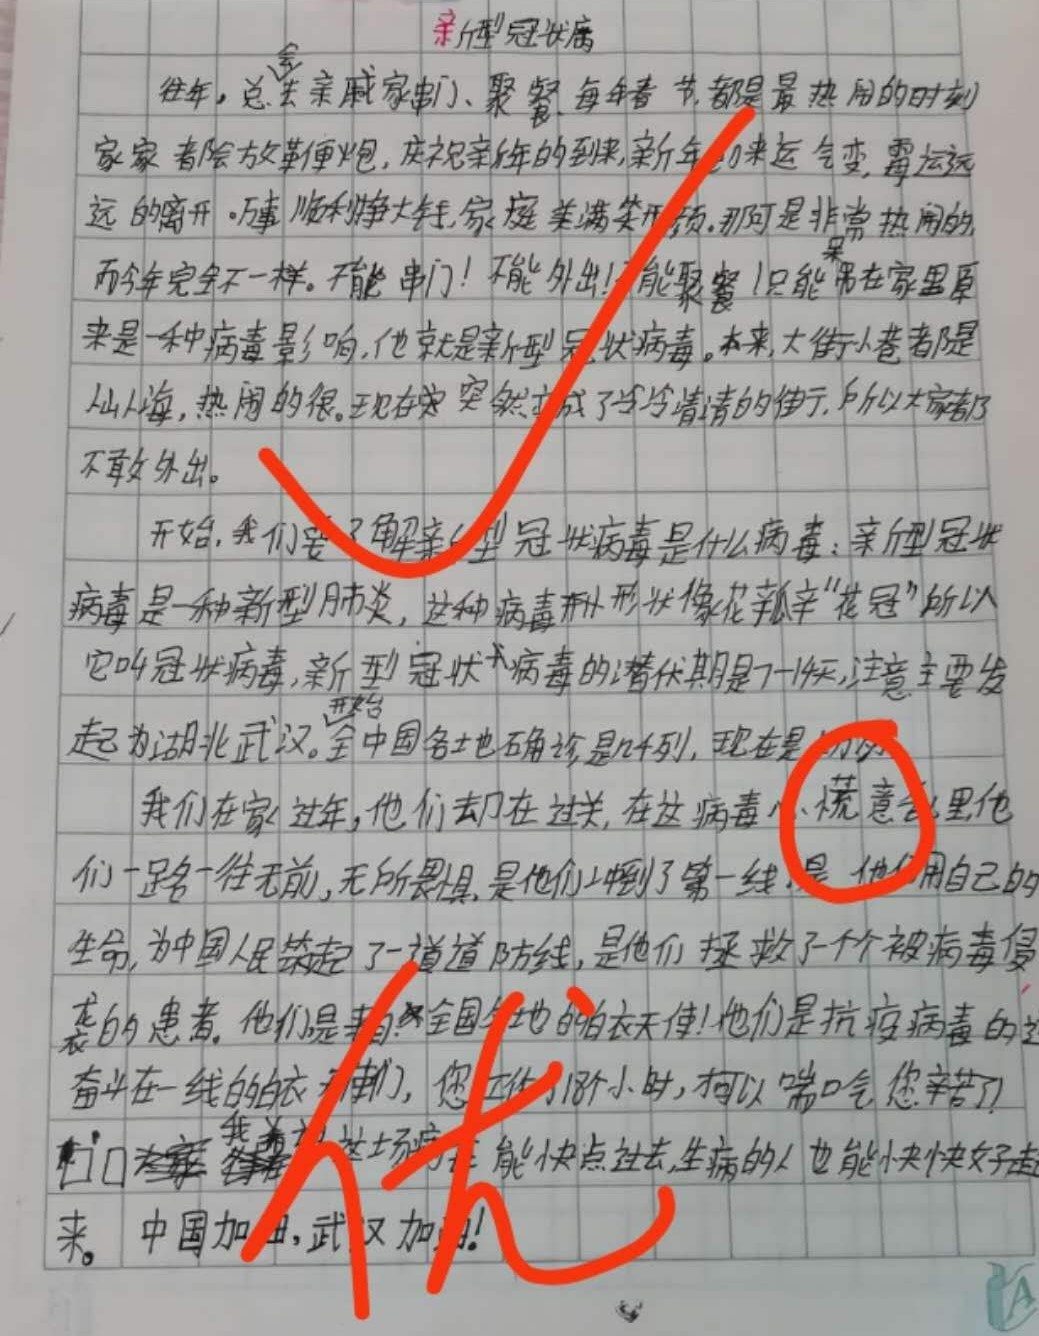 亲新型冠状病
往年,总会去亲戚家串门、聚餐,每年春节,都是最热闹的时刻
家家都会放革便炮,庆祝新年的到来,新年 来运气变,霉运远
远的离开。万事顺利挣大钱,家庭美满笑 颜。那可是非常热闹的,
而今年完全不一样。不能串门!不能外出!不能聚餐!只能呆在家里原
来是一种病毒影响,他就是新型冠状病毒。本来,大街小巷都是
人山人海,热闹的很。现在 突然变成了冷冷清清的街示,所以大家都
不敢外出。
开始,我们要了解新型冠状病毒是什么病毒:新型冠状
病毒是一种新型肺炎,这种病毒 形状像花 "花冠"所以
它叫冠状病毒,新型冠状病毒的潜伏期是7-14天,注意主要发
起为湖北武汉。开始全中国各地确诊是几千列,现在是
我们在家过年,他们却在过关,在这病毒 慌意乱里,他
们一路一往无前,无所畏惧,是他们冲到了第一线,是他们用自己的
生命,为中国人民筑起了一道道防线,是他们拯救了一个个被病毒侵
袭的患者。他们是来自全国各地的白衣天使!他们是抗疫病毒的
奋斗在一线的白衣天使们,您工作了18个小时,才可以喘口气您辛苦了!
我希望这场病毒能快点过去,生病的人也能快快好起
来。中国加油,武汉加油!
优